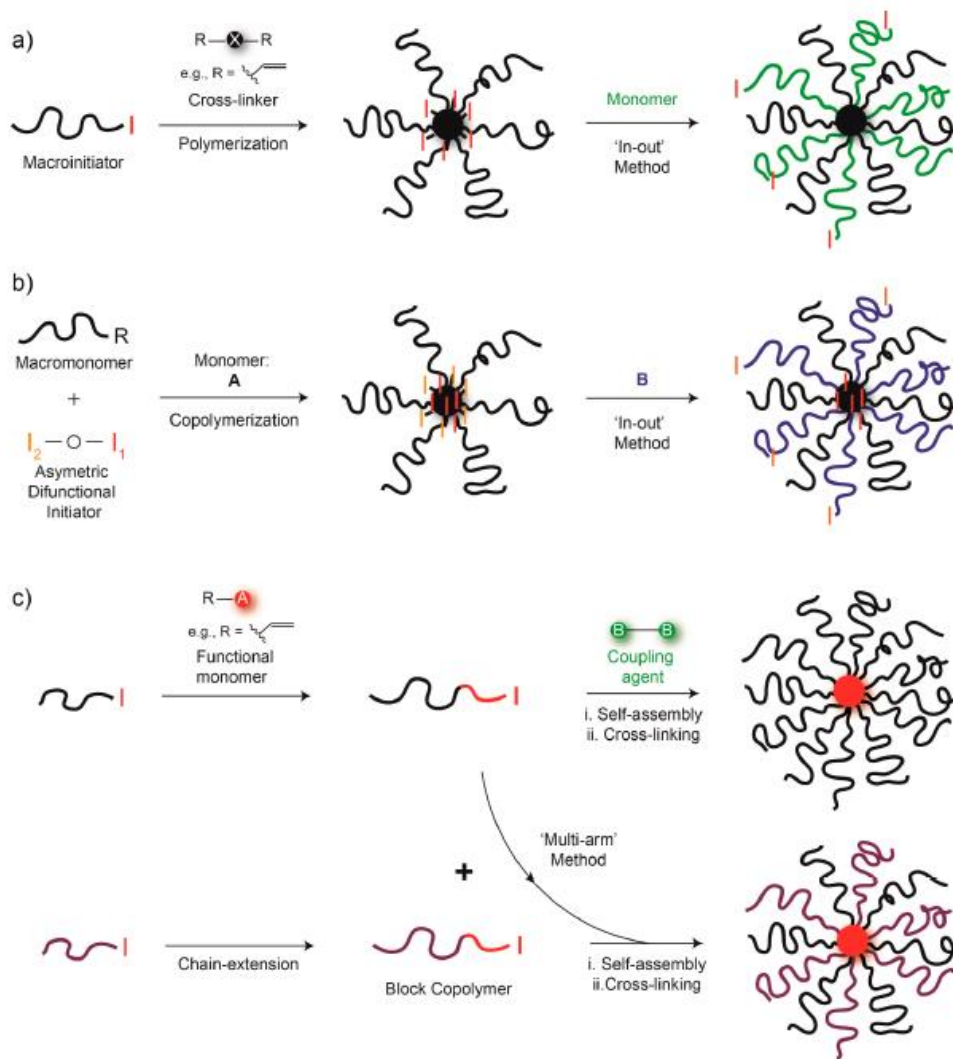 a)
R
X
R
e.g., R =
Cross-linker
Polymerization
I
Macroinitiator
I
I
I
I
I
I
I
Monomer
'In-out'
Method
I
I
I
I
b)
R
Macromonomer
+
I2
I1
Asymetric
Difunctional
Initiator
Monomer:
A
Copolymerization
B
'In-out'
Method
I
I
I
I
c)
R
A
e.g., R =
Functional
monomer
I
I
B
B
Coupling
agent
i. Self-assembly
ii. Cross-linking
'Multi-arm'
Method
+
I
Chain-extension
I
Block Copolymer
i. Self-assembly
ii.Cross-linking